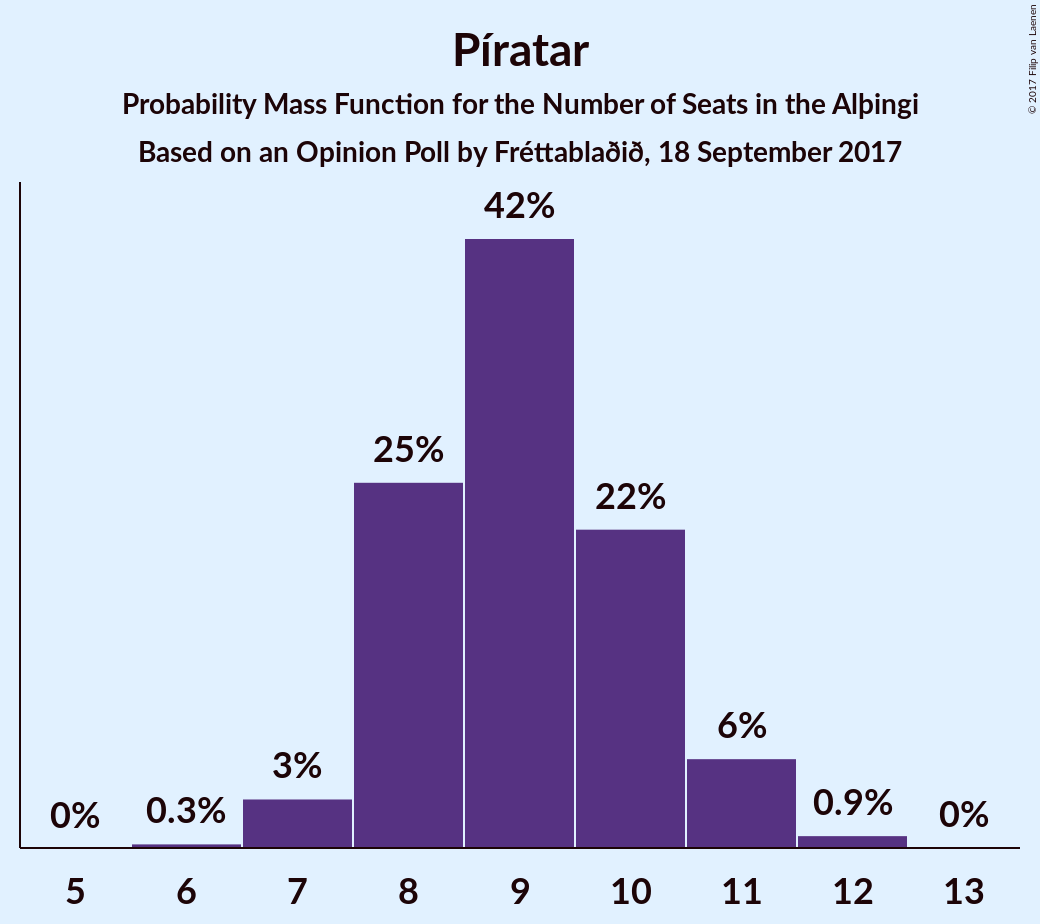 Píratar
Probability Mass Function for the Number of Seats in the Alþingi
Based on an Opinion Poll by Fréttablaðið, 18 September 2017
© 2017 Filip van Laenen
42%
25%
22%
6%
3%
0.9%
0.3%
0%
0%
5 6 7 8 9 10 11 12 13